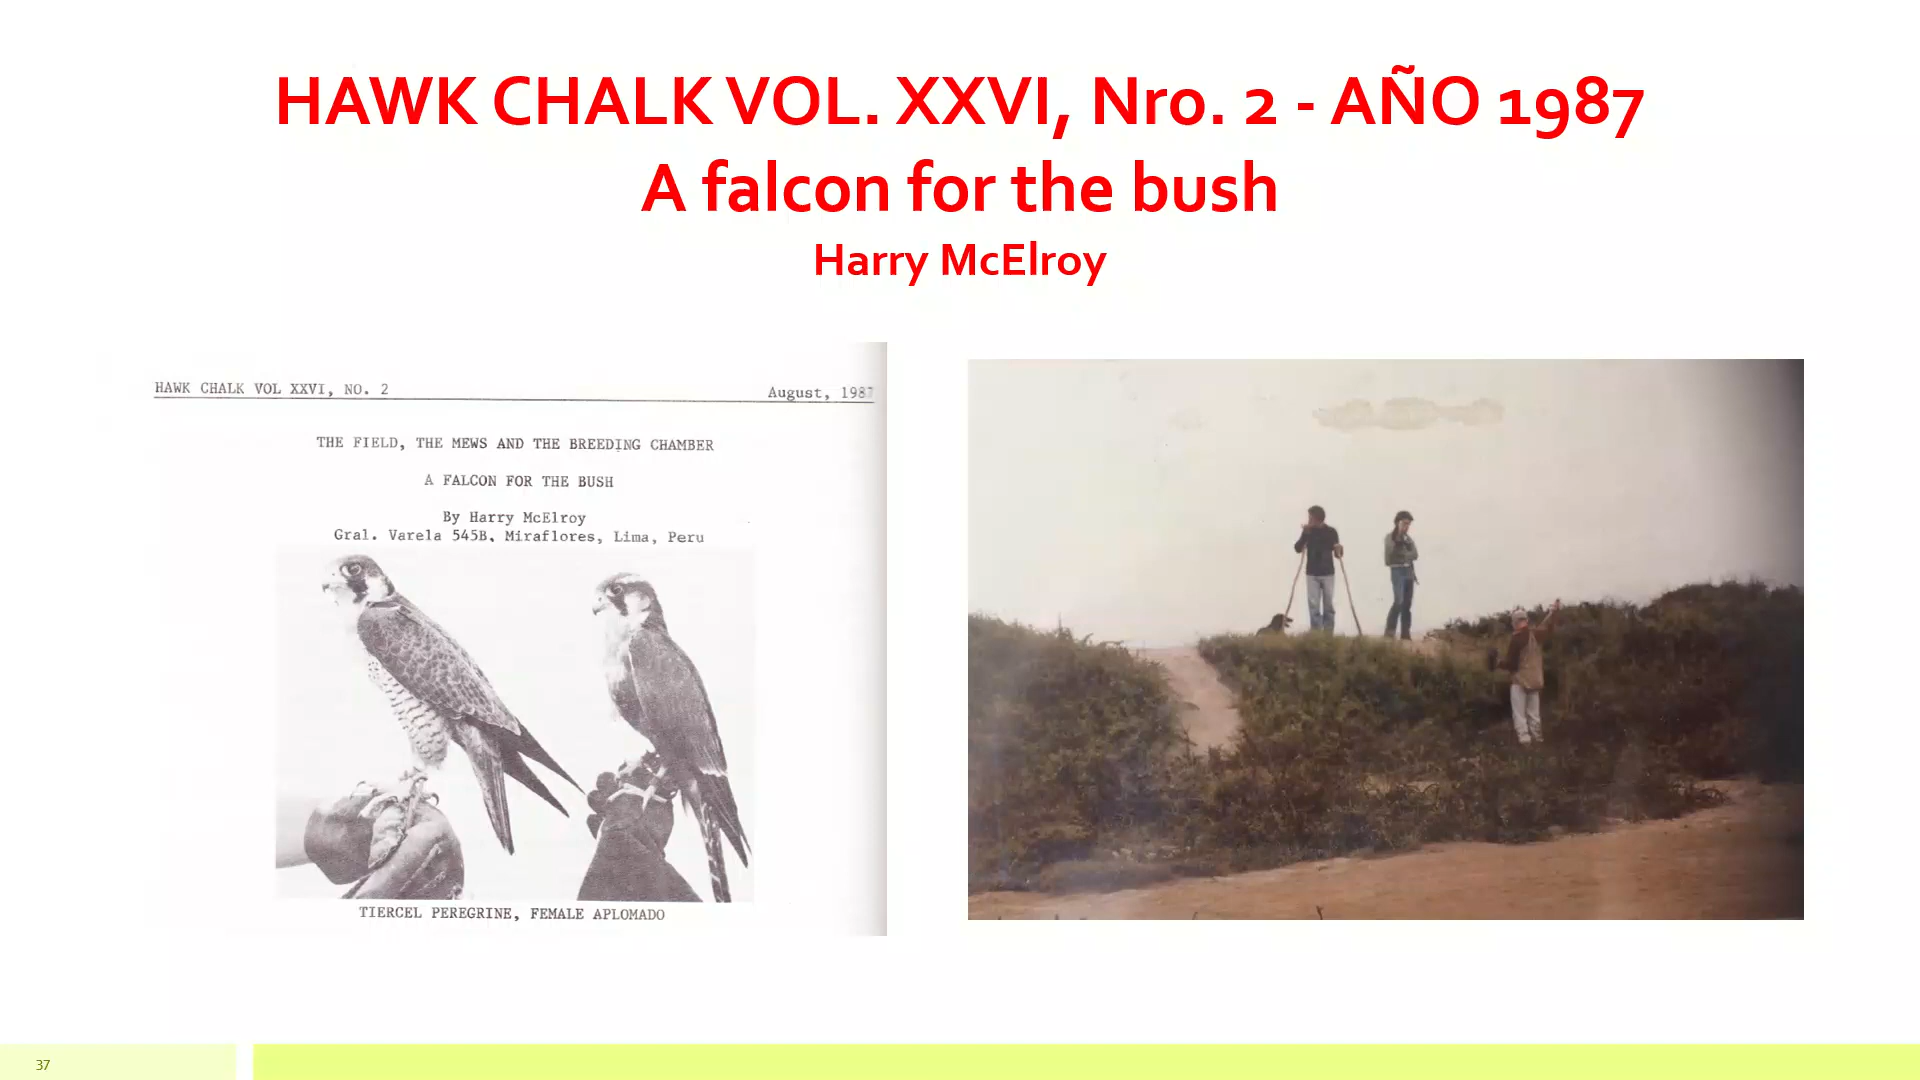 HAWK CHALK VOL. XXVI, Nro. 2 - AÑO 1987
A falcon for the bush
Harry McElroy
HAWK CHALK VOL XXVI, NO. 2 August, 1987
THE FIELD, THE MEWS AND THE BREEDING CHAMBER
A FALCON FOR THE BUSH
By Harry McElroy
Gral. Varela 545B, Miraflores, Lima, Peru
TIERCEL PEREGRINE, FEMALE APLOMADO
37